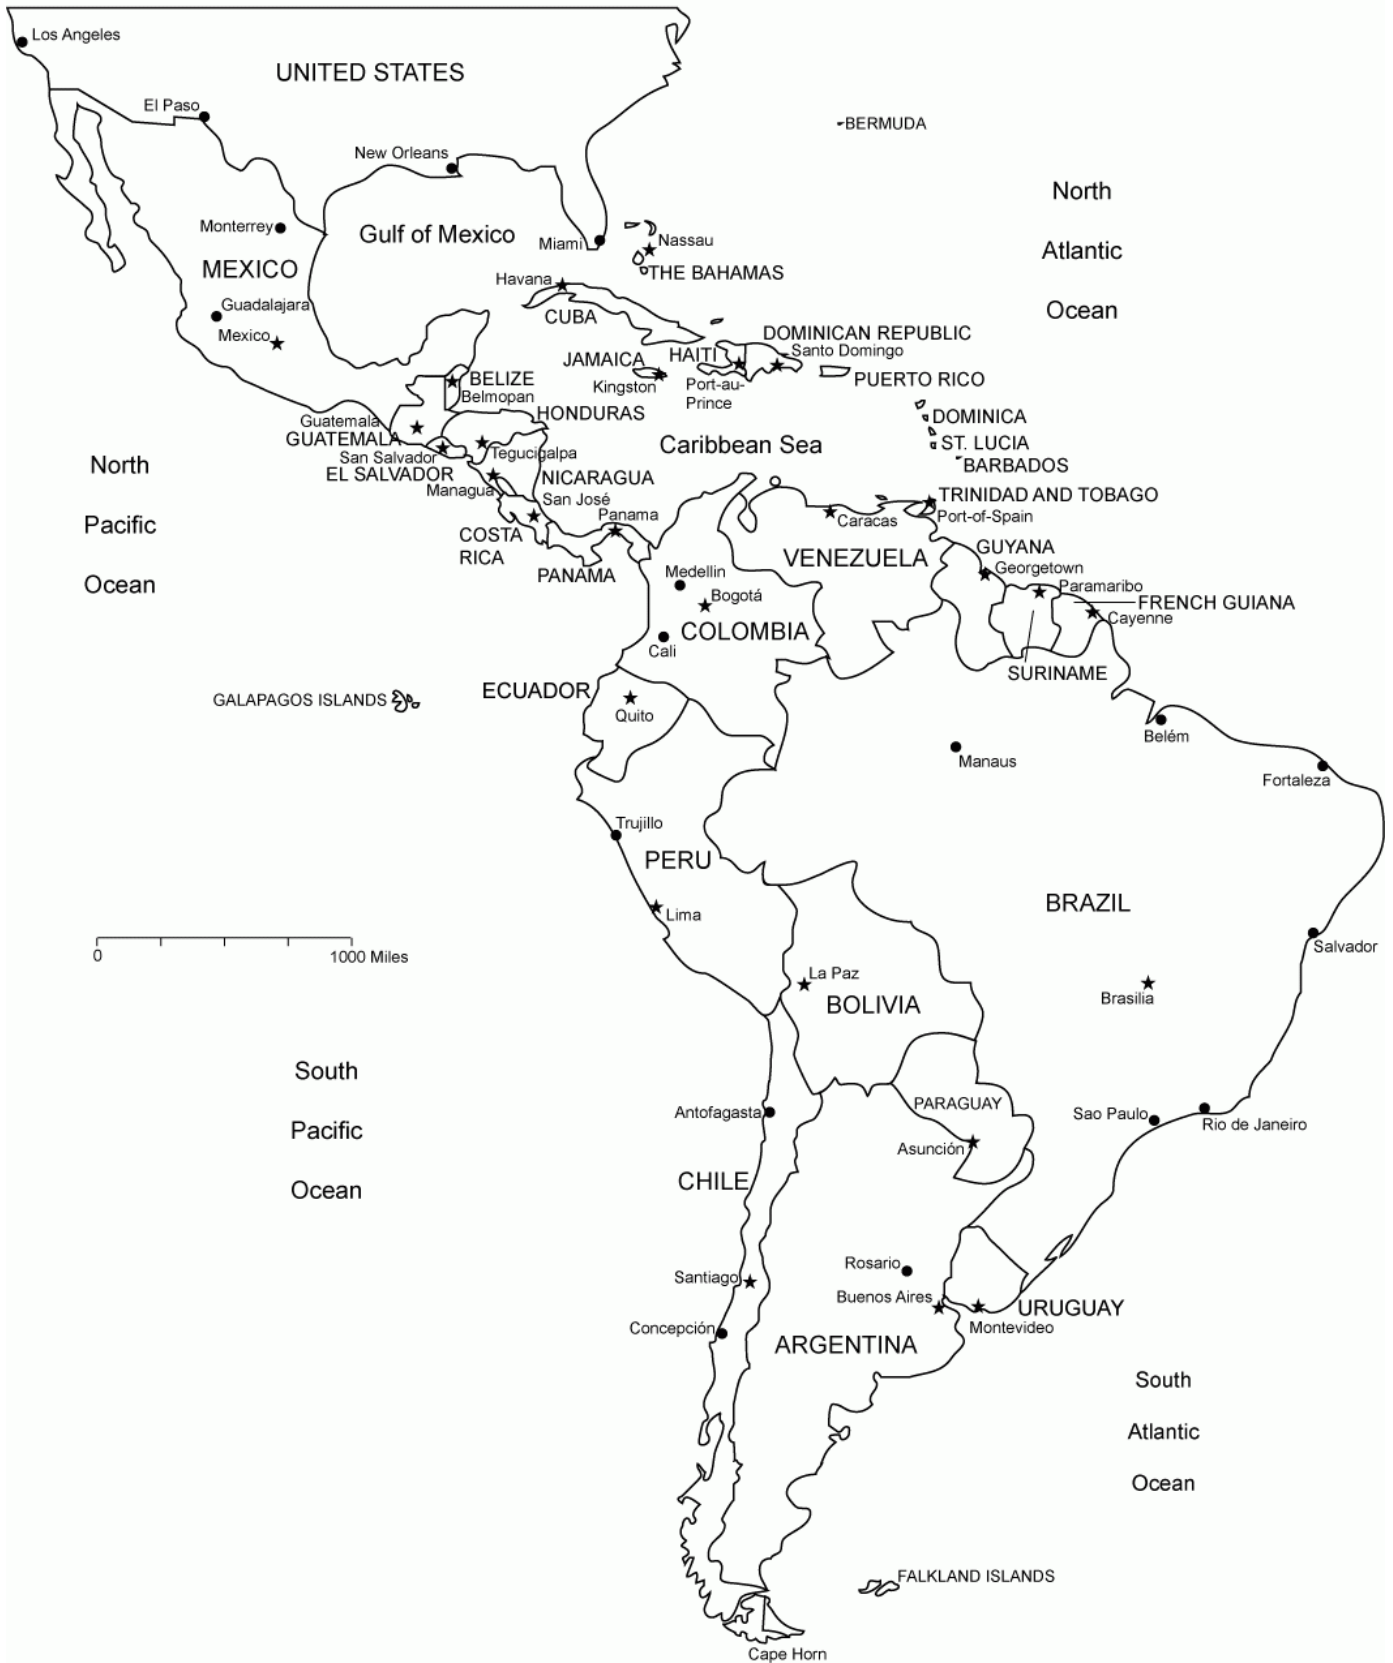 Los Angeles
UNITED STATES
El Paso
BERMUDA
New Orleans
North
Atlantic
Ocean
Monterrey
Gulf of Mexico
Miami
Nassau
MEXICO
THE BAHAMAS
Havana
Guadalajara
CUBA
Mexico
DOMINICAN REPUBLIC
Santo Domingo
JAMAICA
HAITI
Kingston
Port-au-
Prince
PUERTO RICO
BELIZE
Belmopan
HONDURAS
DOMINICA
Guatemala
GUATEMALA
San Salvador
Tegucigalpa
Caribbean Sea
ST. LUCIA
BARBADOS
North
Pacific
Ocean
EL SALVADOR
NICARAGUA
Managua
San José
TRINIDAD AND TOBAGO
Port-of-Spain
Panama
Caracas
COSTA
RICA
VENEZUELA
GUYANA
Georgetown
PANAMA
Medellin
Bogotá
Paramaribo
FRENCH GUIANA
Cayenne
COLOMBIA
Cali
SURINAME
ECUADOR
GALAPAGOS ISLANDS
Quito
Belém
Manaus
Fortaleza
Trujillo
PERU
BRAZIL
Lima
Salvador
0
1000 Miles
La Paz
BOLIVIA
Brasilia
South
Pacific
Ocean
PARAGUAY
Antofagasta
Sao Paulo
Rio de Janeiro
Asunción
CHILE
Rosario
Santiago
Buenos Aires
URUGUAY
Montevideo
Concepción
ARGENTINA
South
Atlantic
Ocean
FALKLAND ISLANDS
Cape Horn